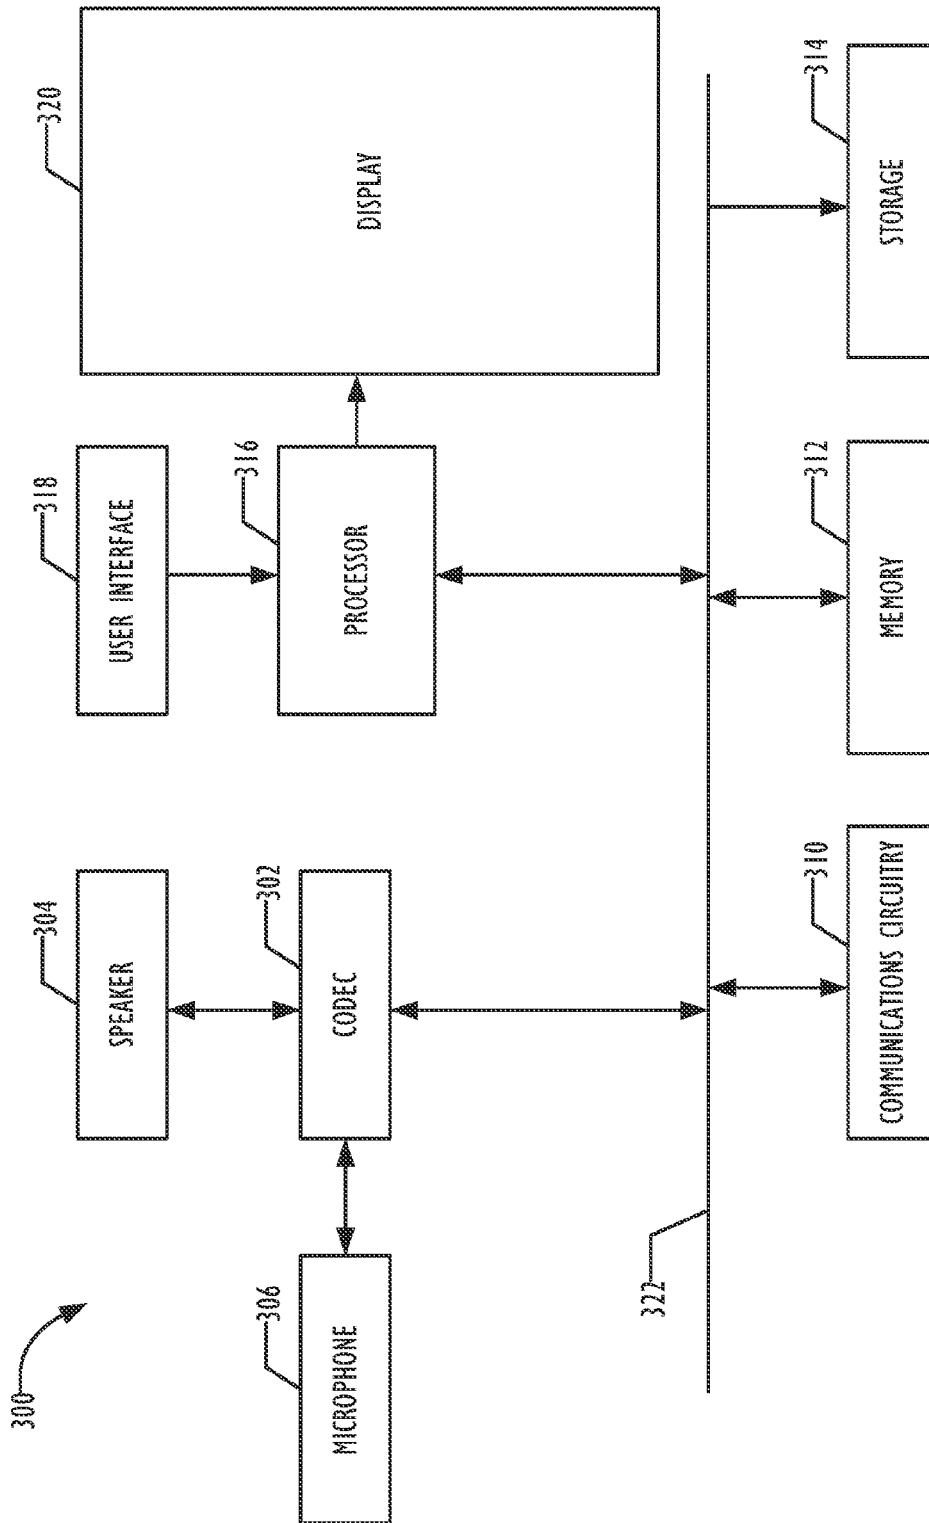 300
304
SPEAKER
318
USER INTERFACE
320
DISPLAY
306
MICROPHONE
302
CODEC
316
PROCESSOR
322
310
COMMUNICATIONS CIRCUITRY
312
MEMORY
314
STORAGE